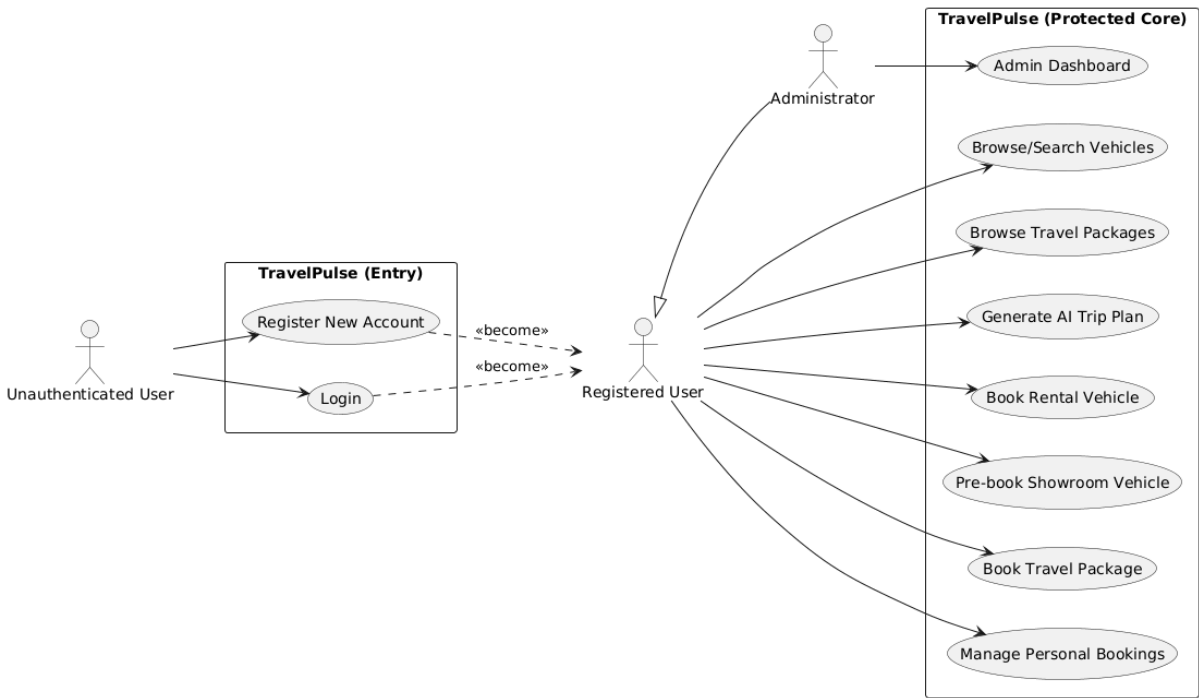 TravelPulse (Protected Core)
Administrator
Admin Dashboard
Browse/Search Vehicles
Browse Travel Packages
TravelPulse (Entry)
Register New Account
«become»
Generate AI Trip Plan
Unauthenticated User
Login
«become»
Registered User
Book Rental Vehicle
Pre-book Showroom Vehicle
Book Travel Package
Manage Personal Bookings